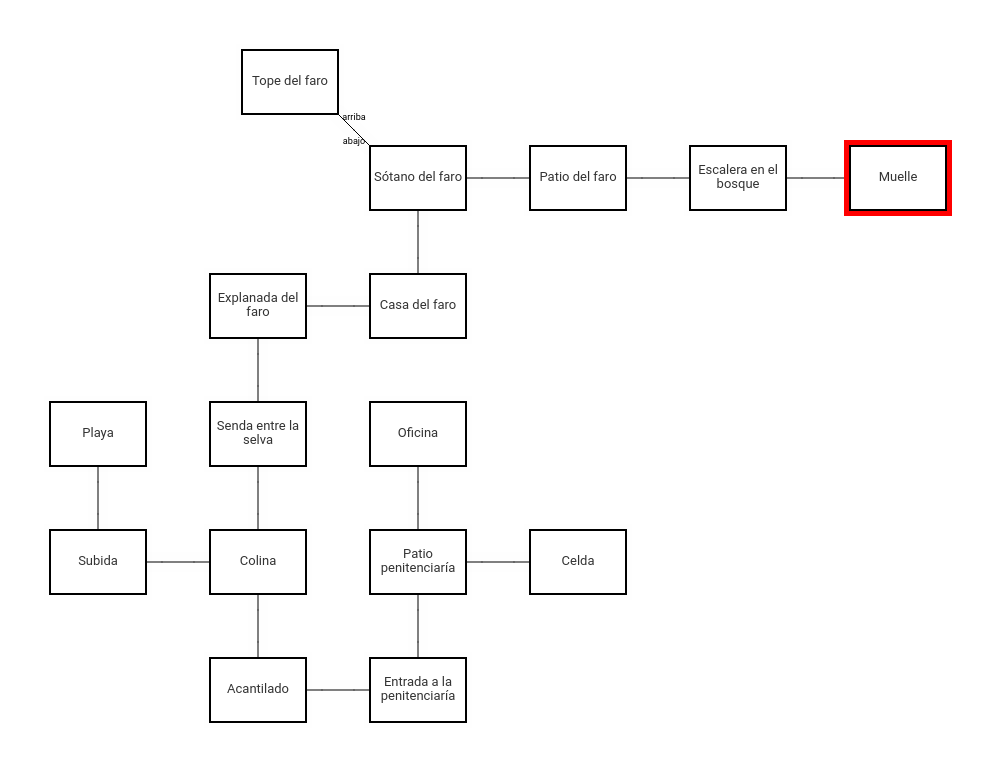 Tope del faro
arriba
abajo
Sótano del faro
Patio del faro
Escalera en el
bosque
Muelle
Explanada del
faro
Casa del faro
Playa
Senda entre la
selva
Oficina
Subida
Colina
Patio
penitenciaría
Celda
Acantilado
Entrada a la
penitenciaría